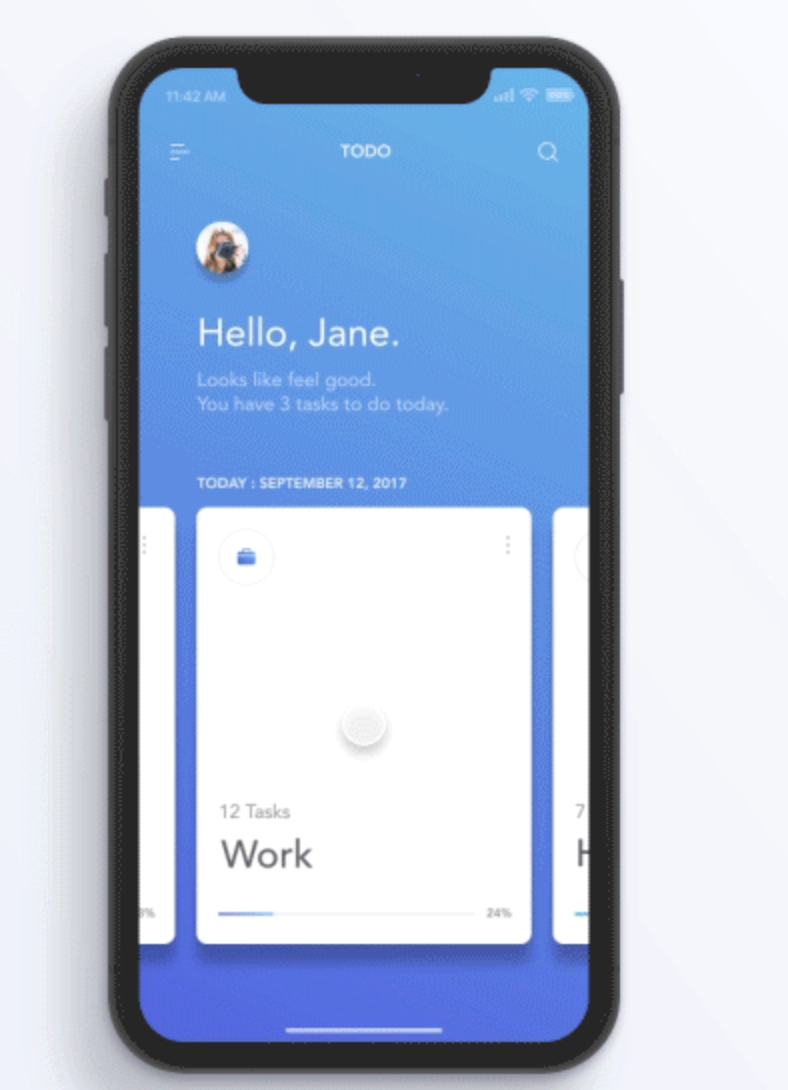 11:42 AM
TODO
Hello, Jane.
Looks like feel good.
You have 3 tasks to do today.
TODAY : SEPTEMBER 12, 2017
12 Tasks
7
Work
H
24%